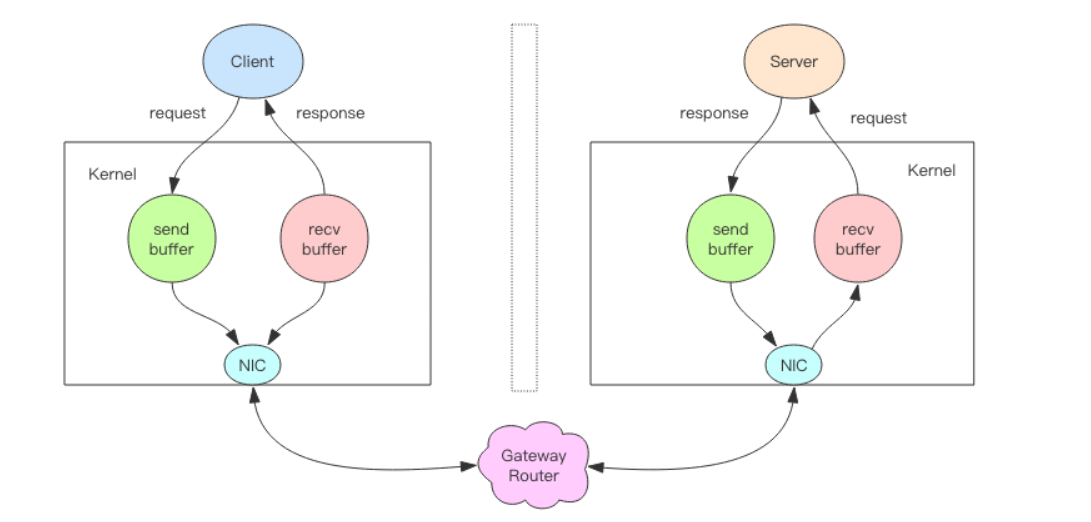 Client
Server
request
response
response
request
Kernel
Kernel
send
buffer
recv
buffer
send
buffer
recv
buffer
NIC
NIC
Gateway
Router